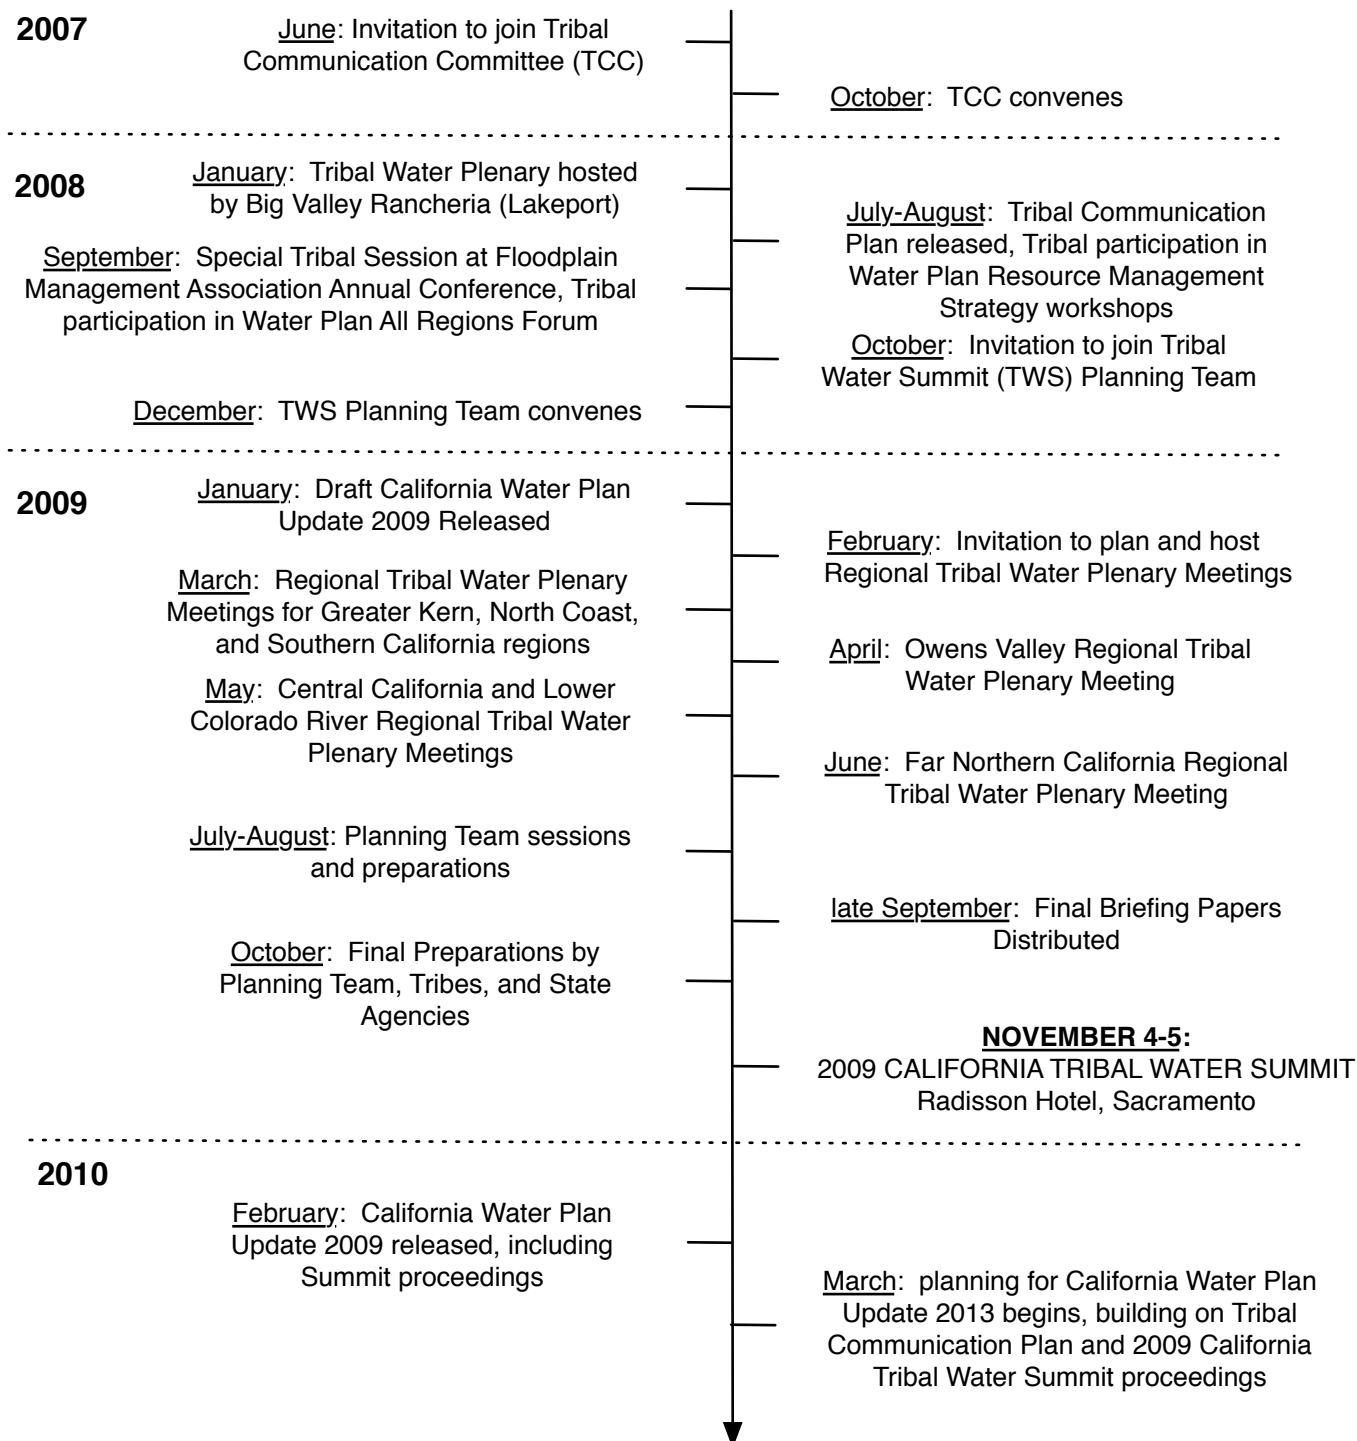 2007
June: Invitation to join Tribal
Communication Committee (TCC)
October: TCC convenes
2008
January: Tribal Water Plenary hosted
by Big Valley Rancheria (Lakeport)
July-August: Tribal Communication
Plan released, Tribal participation in
Water Plan Resource Management
Strategy workshops
September: Special Tribal Session at Floodplain
Management Association Annual Conference, Tribal
participation in Water Plan All Regions Forum
October: Invitation to join Tribal
Water Summit (TWS) Planning Team
December: TWS Planning Team convenes
2009
January: Draft California Water Plan
Update 2009 Released
February: Invitation to plan and host
Regional Tribal Water Plenary Meetings
March: Regional Tribal Water Plenary
Meetings for Greater Kern, North Coast,
and Southern California regions
April: Owens Valley Regional Tribal
Water Plenary Meeting
May: Central California and Lower
Colorado River Regional Tribal Water
Plenary Meetings
June: Far Northern California Regional
Tribal Water Plenary Meeting
July-August: Planning Team sessions
and preparations
late September: Final Briefing Papers
Distributed
October: Final Preparations by
Planning Team, Tribes, and State
Agencies
NOVEMBER 4-5:
2009 CALIFORNIA TRIBAL WATER SUMMIT
Radisson Hotel, Sacramento
2010
February: California Water Plan
Update 2009 released, including
Summit proceedings
March: planning for California Water Plan
Update 2013 begins, building on Tribal
Communication Plan and 2009 California
Tribal Water Summit proceedings